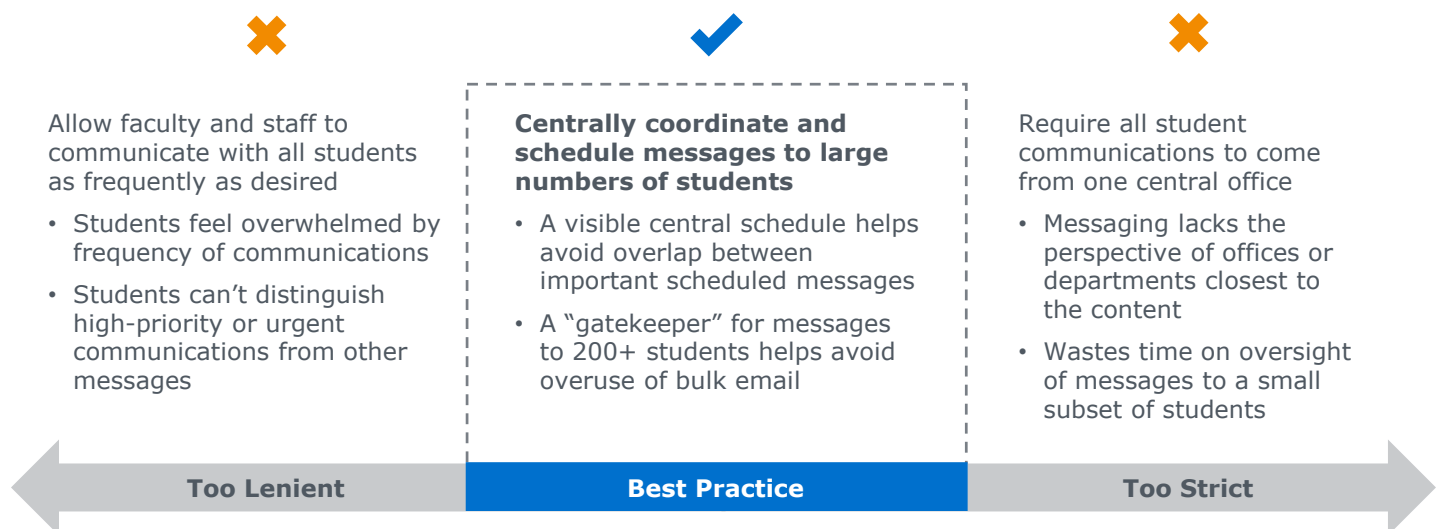 Allow faculty and staff to
communicate with all students
as frequently as desired
• Students feel overwhelmed by
frequency of communications
• Students can’t distinguish
high-priority or urgent
communications from other
messages
Centrally coordinate and
schedule messages to large
numbers of students
• A visible central schedule helps
avoid overlap between
important scheduled messages
• A “gatekeeper” for messages
to 200+ students helps avoid
overuse of bulk email
Require all student
communications to come
from one central office
• Messaging lacks the
perspective of offices or
departments closest to
the content
• Wastes time on oversight
of messages to a small
subset of students
Too Lenient
Best Practice
Too Strict